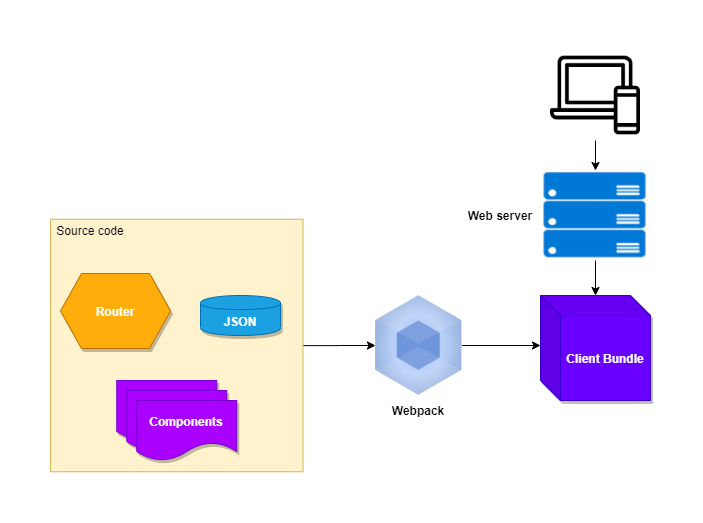 Web server
Source code
Router
JSON
Components
Webpack
Client Bundle